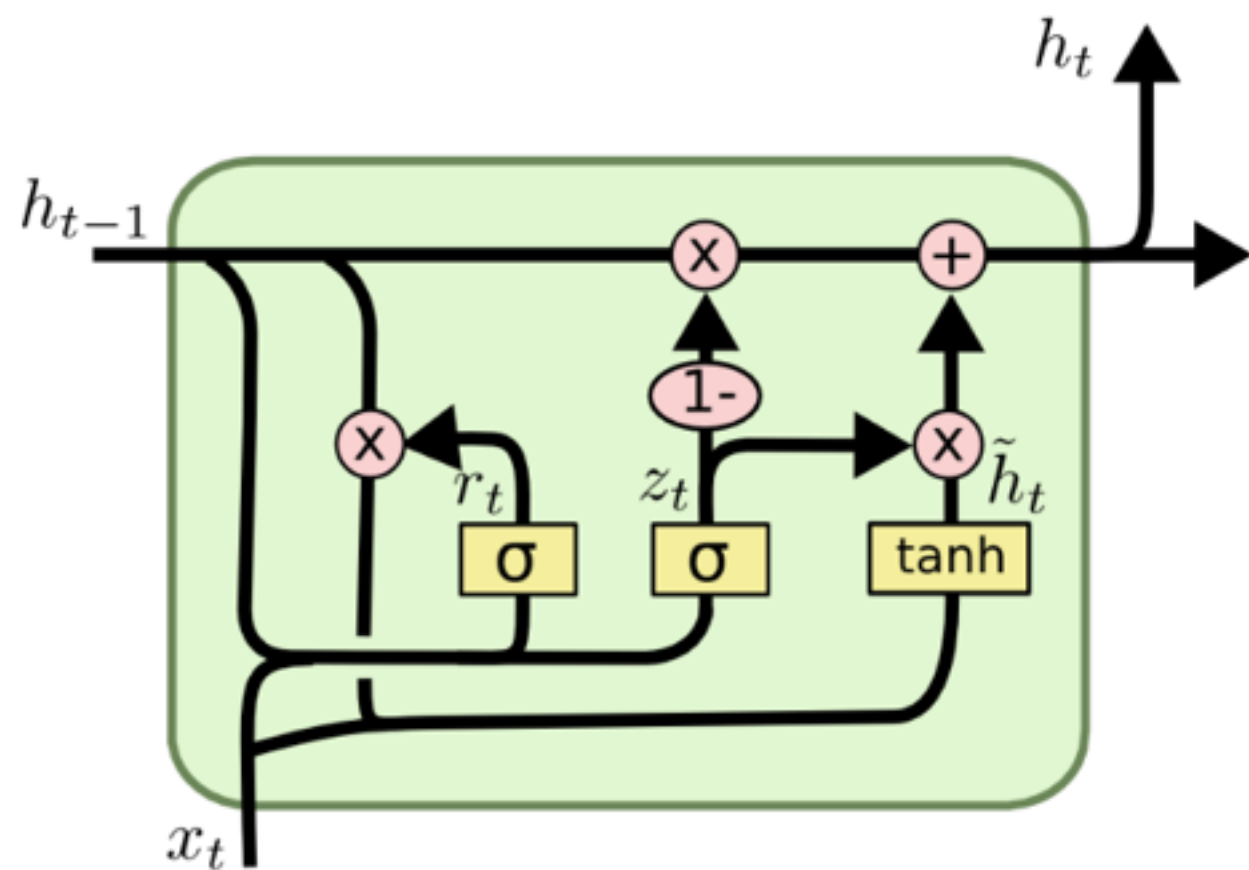 h_t
h_{t-1}
x
+
1-
x
x
r_t
z_t
h̃_t
σ
σ
tanh
x_t